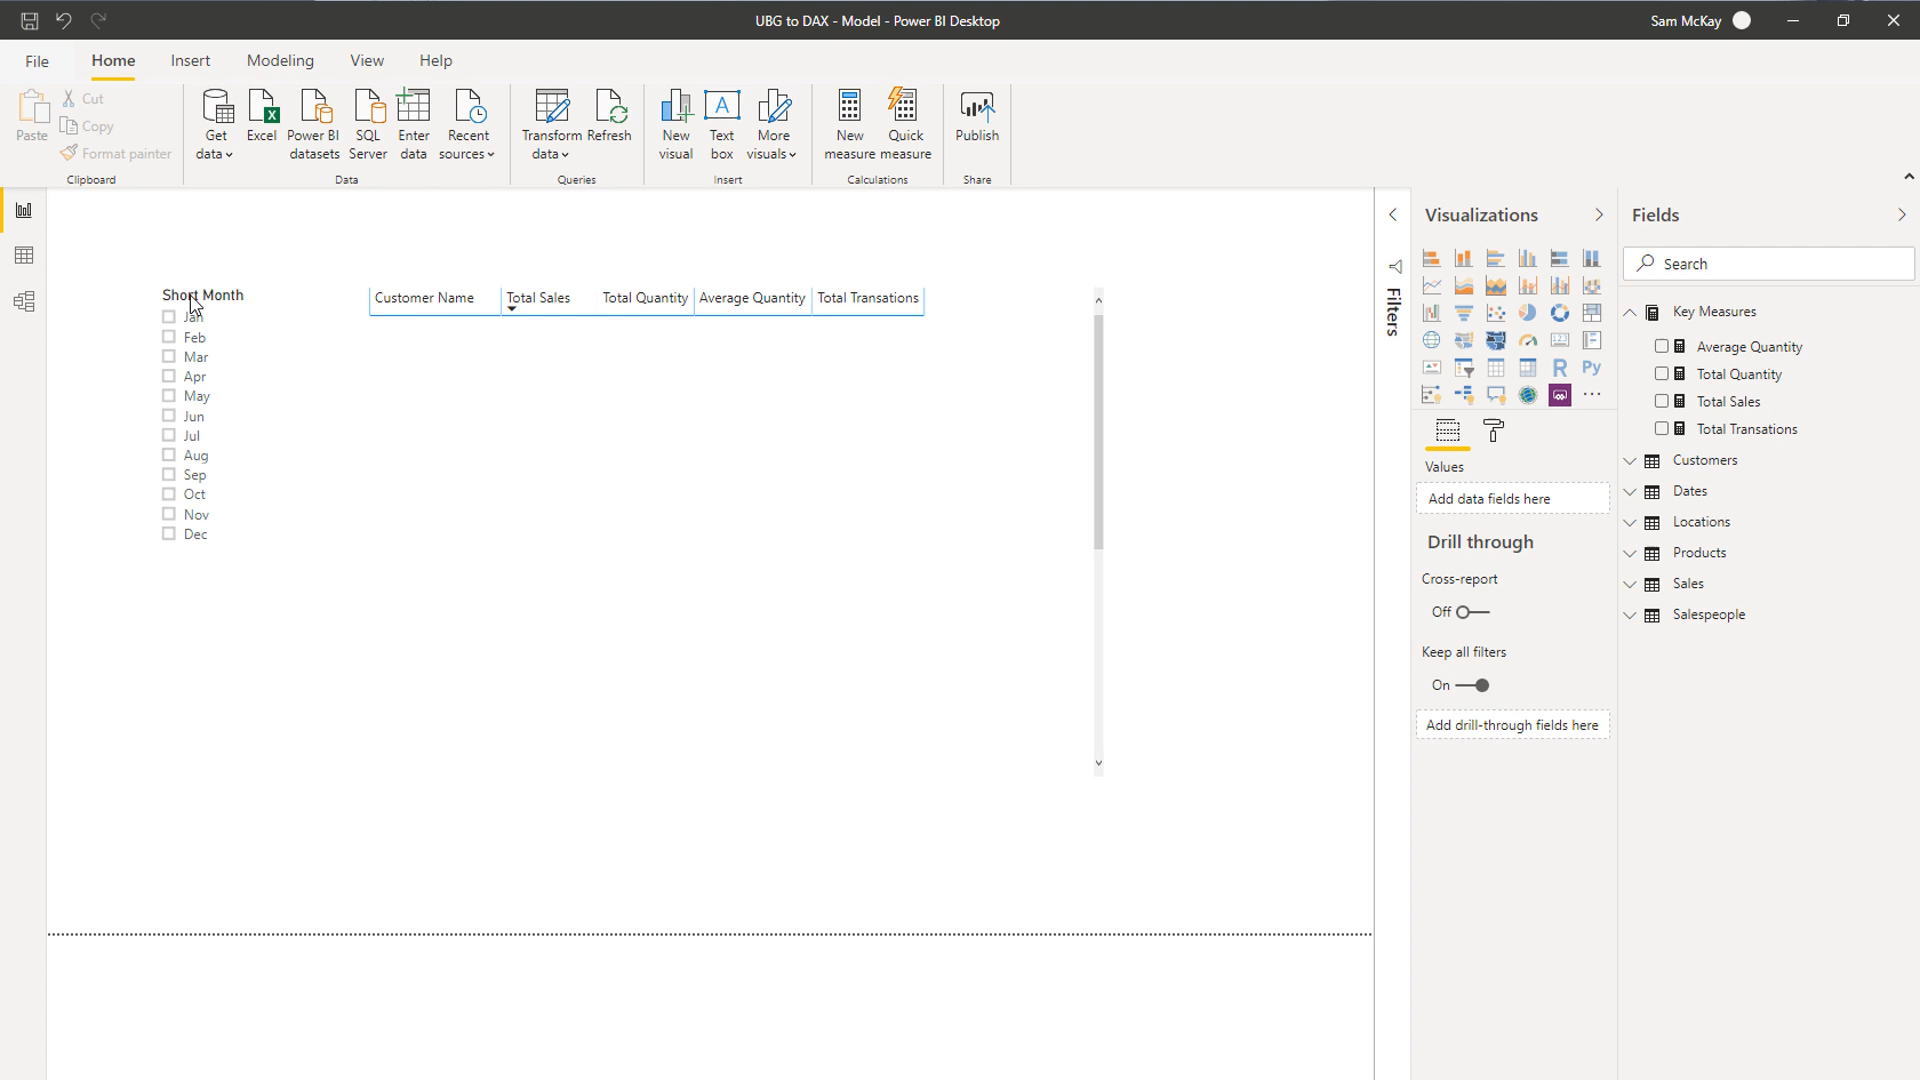 UBG to DAX - Model - Power BI Desktop
Sam McKay
File Home Insert Modeling View Help
Paste
Cut
Copy
Format painter
Clipboard
Get data
Excel
Power BI datasets
SQL Server
Enter data
Recent sources
Data
Transform data
Refresh
Queries
New visual
A
Text box
More visuals
Insert
New measure
Quick measure
Calculations
Publish
Share
Short Month
Jan
Feb
Mar
Apr
May
Jun
Jul
Aug
Sep
Oct
Nov
Dec
Customer Name Total Sales Total Quantity Average Quantity Total Transations
Filters
Visualizations
R Py
123
Values
Add data fields here
Drill through
Cross-report
Off
Keep all filters
On
Add drill-through fields here
Fields
Search
Key Measures
Average Quantity
Total Quantity
Total Sales
Total Transations
Customers
Dates
Locations
Products
Sales
Salespeople